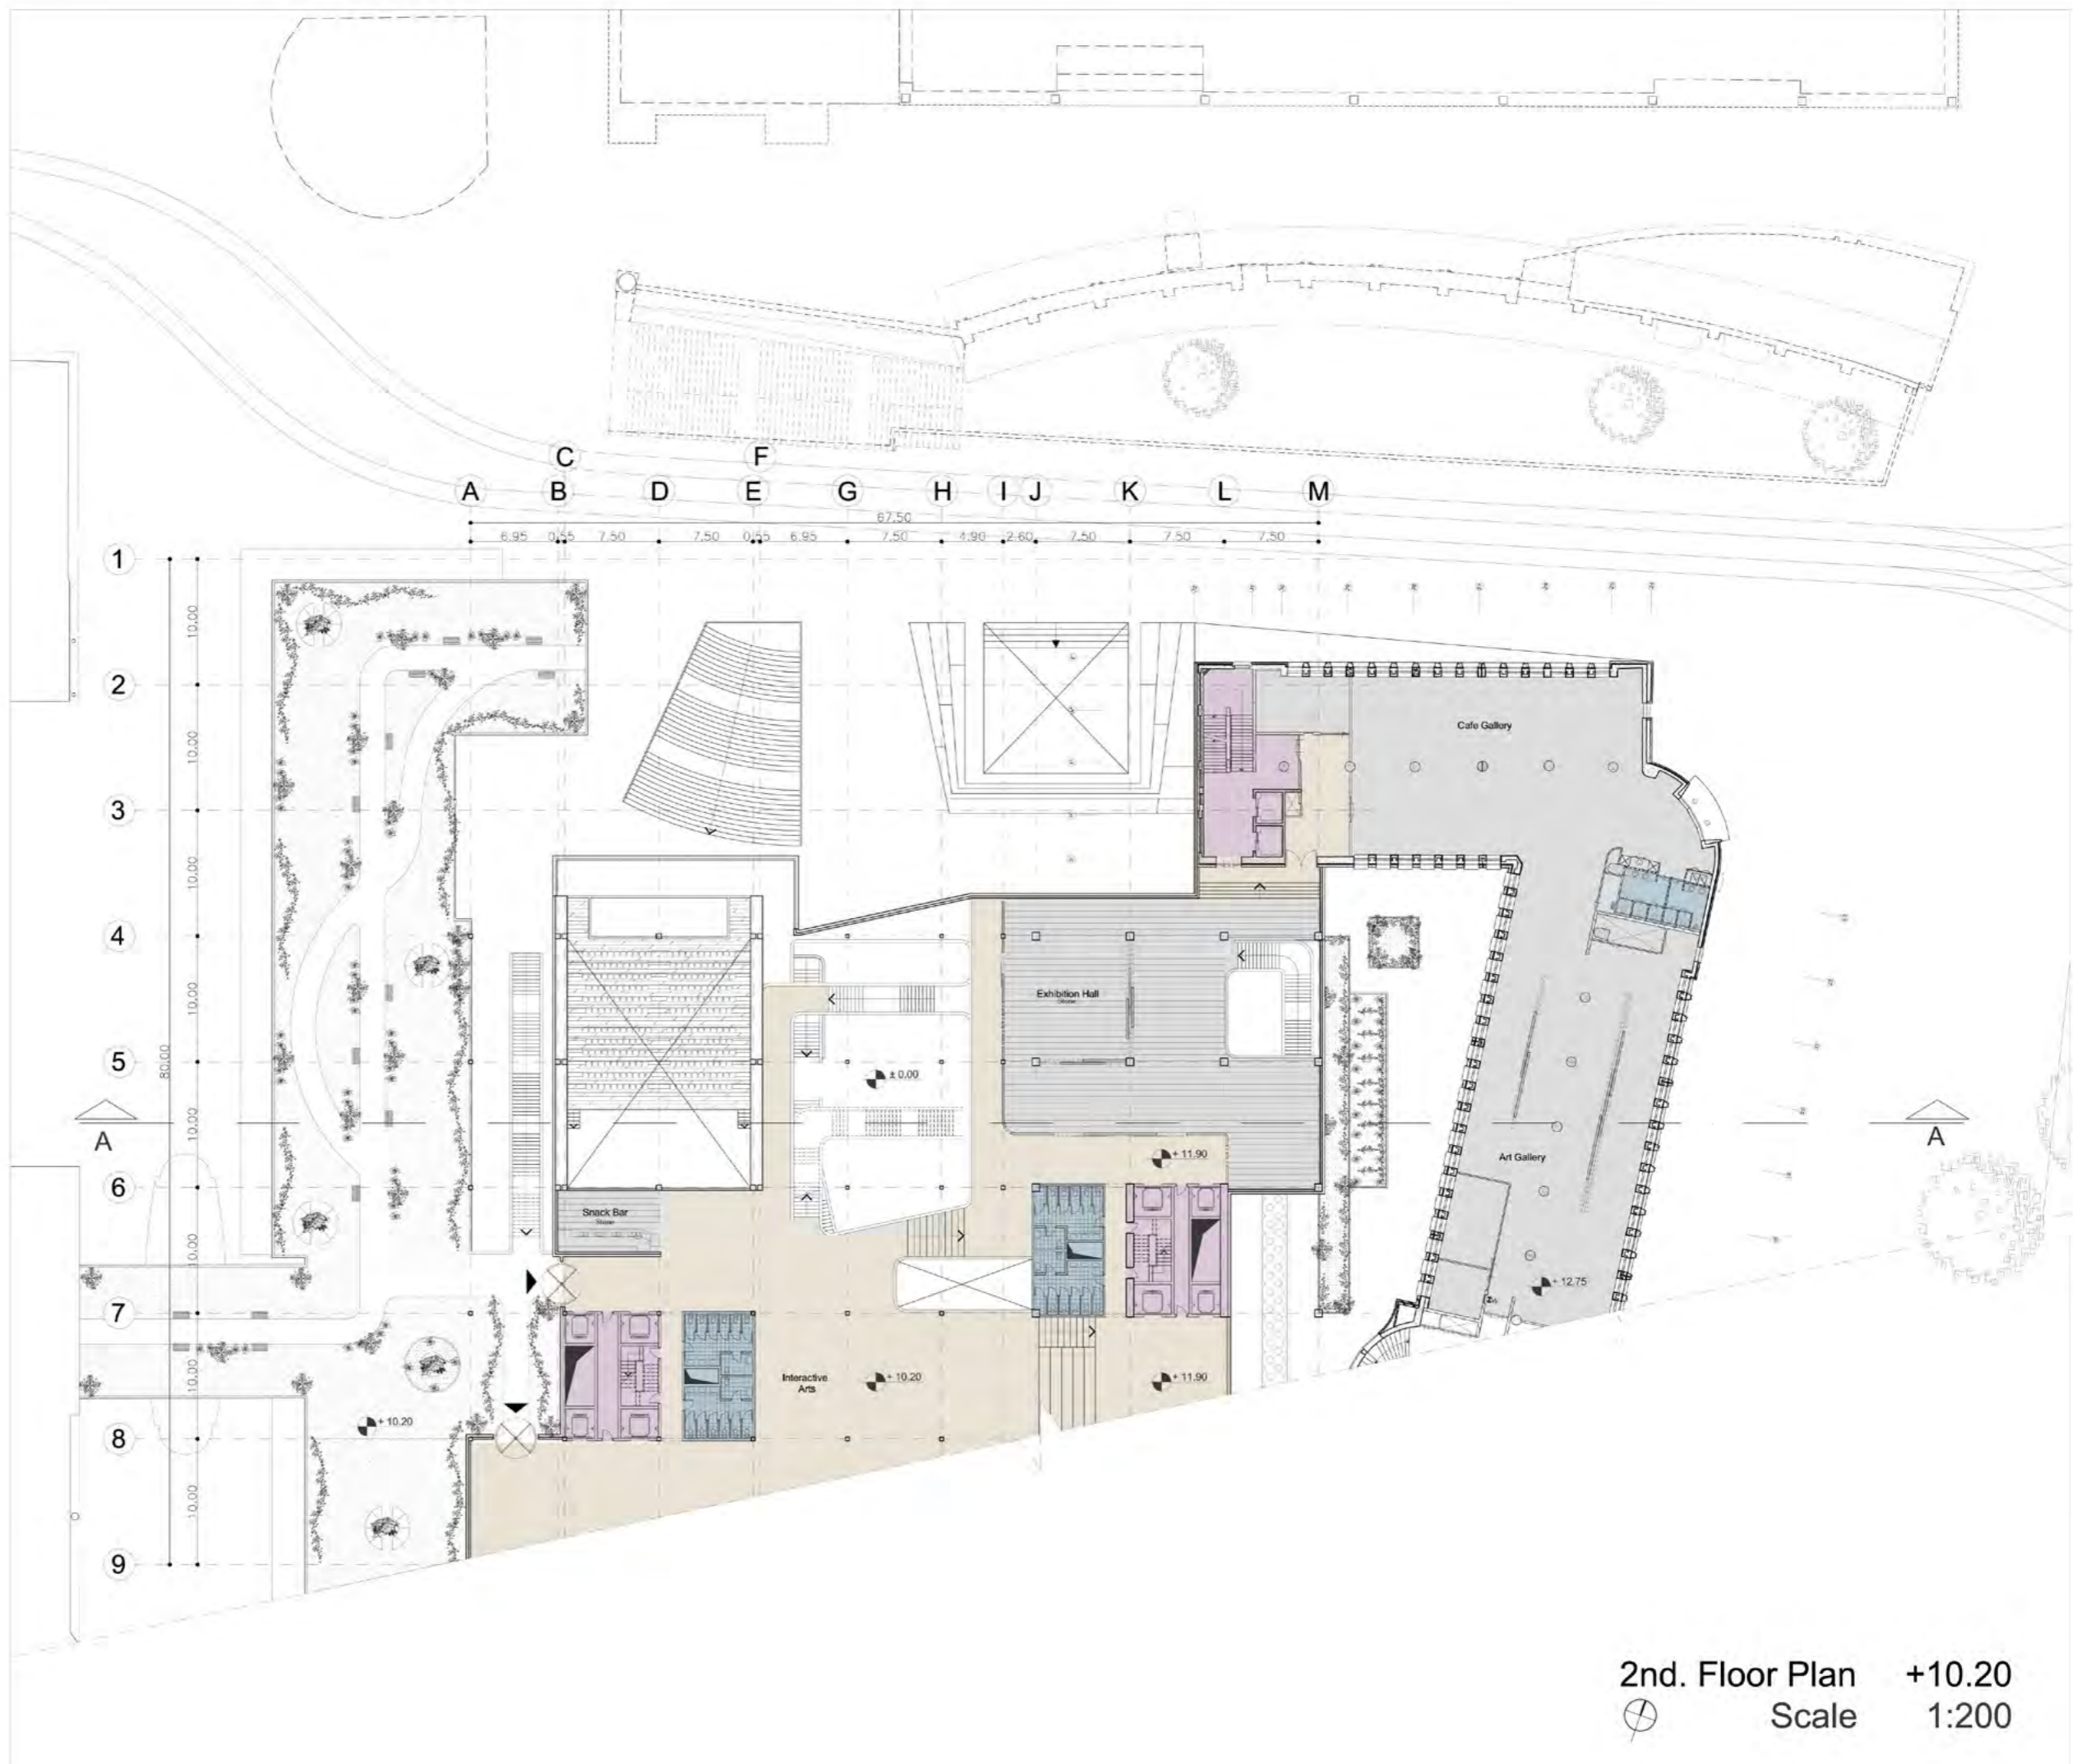 C F
A B D E G H I J K L M
67.50
6.95 0.55 7.50 7.50 0.55 6.95 7.50 4.90 2.60 7.50 7.50 7.50
1
10.00
2
Cafe Gallery
10.00
3
10.00
4
Exhibition Hall
Stone
10.00
5
80.00
± 0.00
10.00
A
A
+ 11.90
Art Gallery
6
Snack Bar
Stone
10.00
+ 12.75
7
10.00
Interactive
Arts
+ 10.20
+ 11.90
+ 10.20
8
10.00
9
2nd. Floor Plan +10.20
Scale 1:200